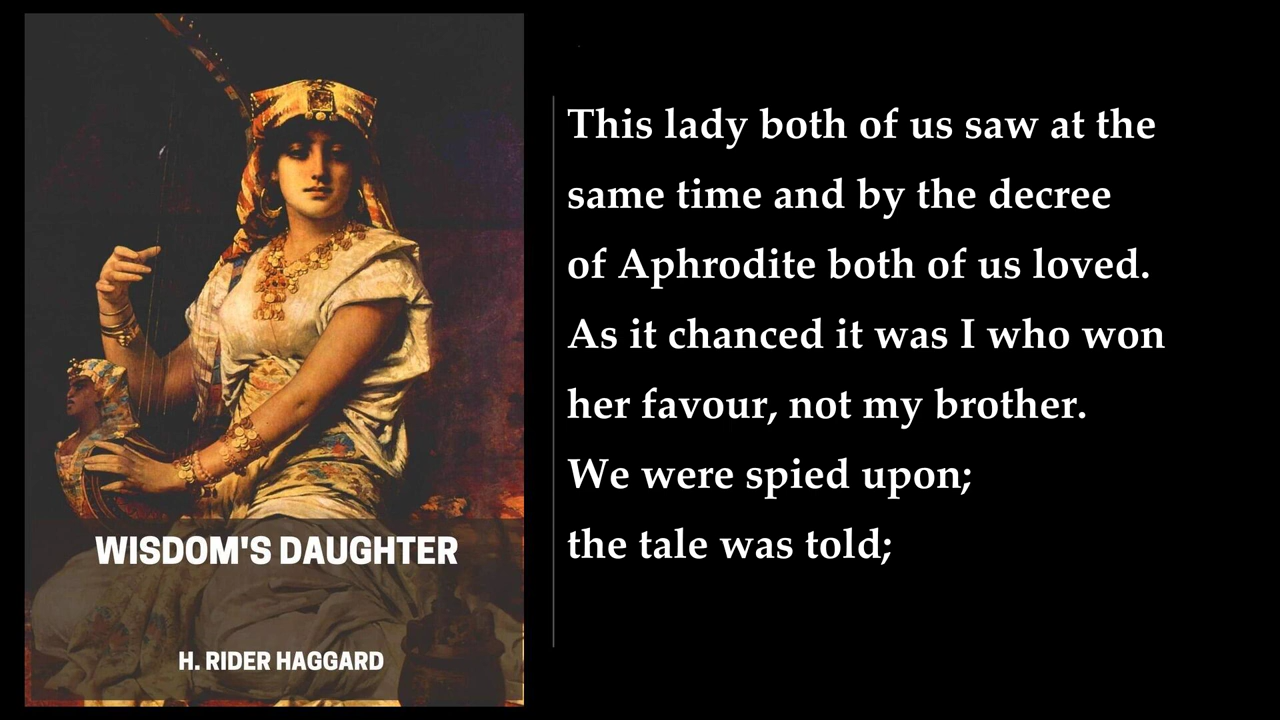 WISDOM'S DAUGHTER
H. RIDER HAGGARD
This lady both of us saw at the
same time and by the decree
of Aphrodite both of us loved.
As it chanced it was I who won
her favour, not my brother.
We were spied upon;
the tale was told;